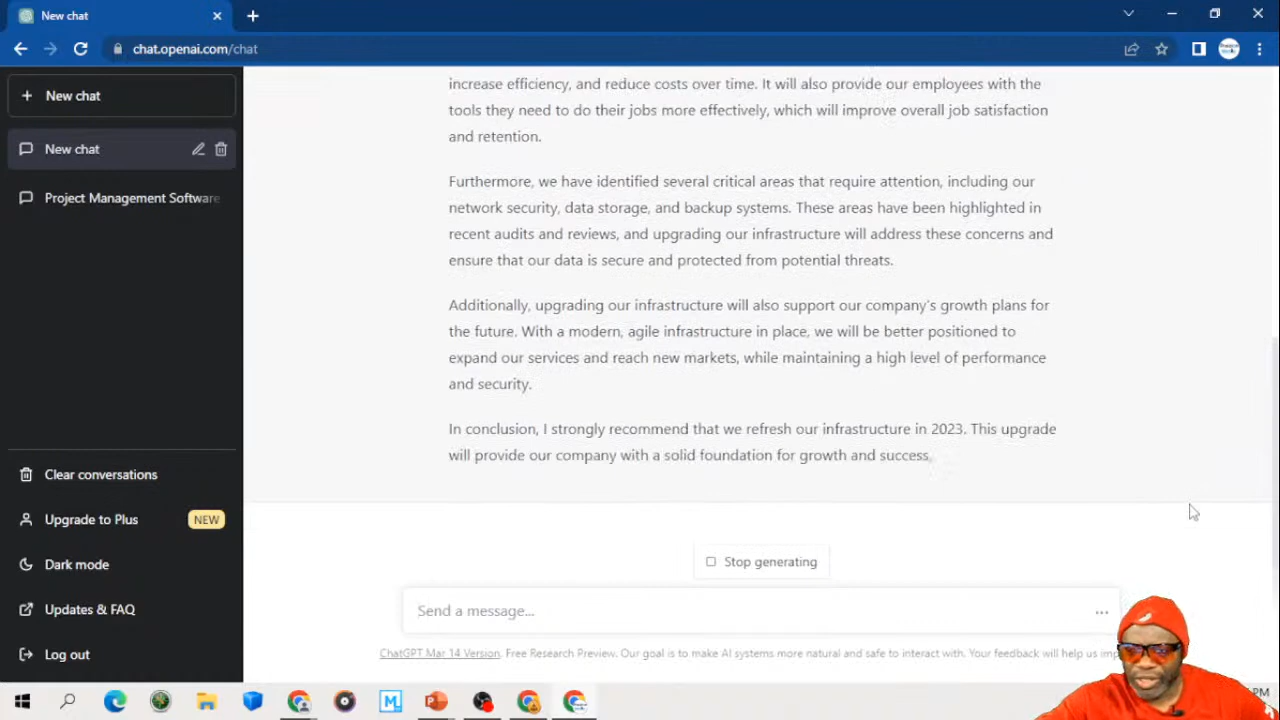 New chat
chat.openai.com/chat
New chat
New chat
Project Management Software
Clear conversations
Upgrade to Plus
NEW
Dark mode
Updates & FAQ
Log out
increase efficiency, and reduce costs over time. It will also provide our employees with the
tools they need to do their jobs more effectively, which will improve overall job satisfaction
and retention.
Furthermore, we have identified several critical areas that require attention, including our
network security, data storage, and backup systems. These areas have been highlighted in
recent audits and reviews, and upgrading our infrastructure will address these concerns and
ensure that our data is secure and protected from potential threats.
Additionally, upgrading our infrastructure will also support our company's growth plans for
the future. With a modern, agile infrastructure in place, we will be better positioned to
expand our services and reach new markets, while maintaining a high level of performance
and security.
In conclusion, I strongly recommend that we refresh our infrastructure in 2023. This upgrade
will provide our company with a solid foundation for growth and success.
Stop generating
Send a message...
ChatGPT Mar 14 Version. Free Research Preview. Our goal is to make AI systems more natural and safe to interact with. Your feedback will help us